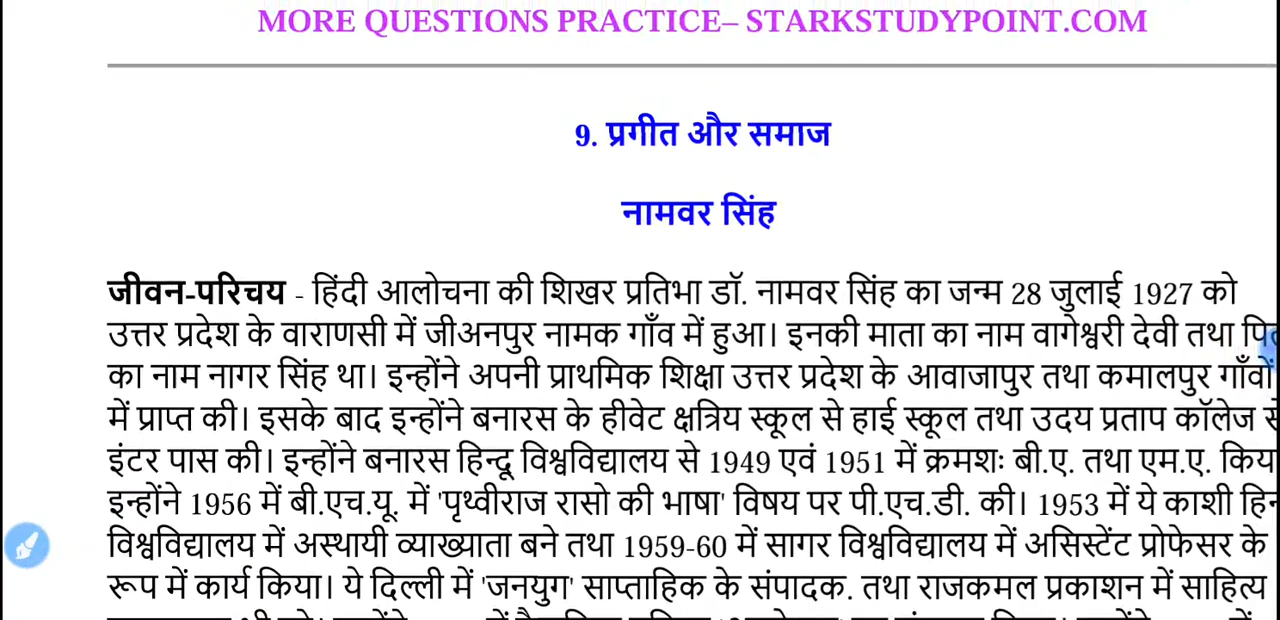 MORE QUESTIONS PRACTICE– STARKSTUDYPOINT.COM
9. प्रगीत और समाज
नामवर सिंह
जीवन-परिचय - हिंदी आलोचना की शिखर प्रतिभा डॉ. नामवर सिंह का जन्म 28 जुलाई 1927 को
उत्तर प्रदेश के वाराणसी में जीअनपुर नामक गाँव में हुआ। इनकी माता का नाम वागेश्वरी देवी तथा
का नाम नागर सिंह था। इन्होंने अपनी प्राथमिक शिक्षा उत्तर प्रदेश के आवाजापुर तथा कमालपुर गाँवों
में प्राप्त की। इसके बाद इन्होंने बनारस के हीवेट क्षत्रिय स्कूल से हाई स्कूल तथा उदय प्रताप कॉलेज
इंटर पास की। इन्होंने बनारस हिन्दू विश्वविद्यालय से 1949 एवं 1951 में क्रमशः बी.ए. तथा एम.ए. किय
इन्होंने 1956 में बी.एच.यू. में 'पृथ्वीराज रासो की भाषा' विषय पर पी.एच.डी. की। 1953 में ये काशी
विश्वविद्यालय में अस्थायी व्याख्याता बने तथा 1959-60 में सागर विश्वविद्यालय में असिस्टेंट प्रोफेसर के
रूप में कार्य किया। ये दिल्ली में 'जनयुग' साप्ताहिक के संपादक. तथा राजकमल प्रकाशन में साहित्य